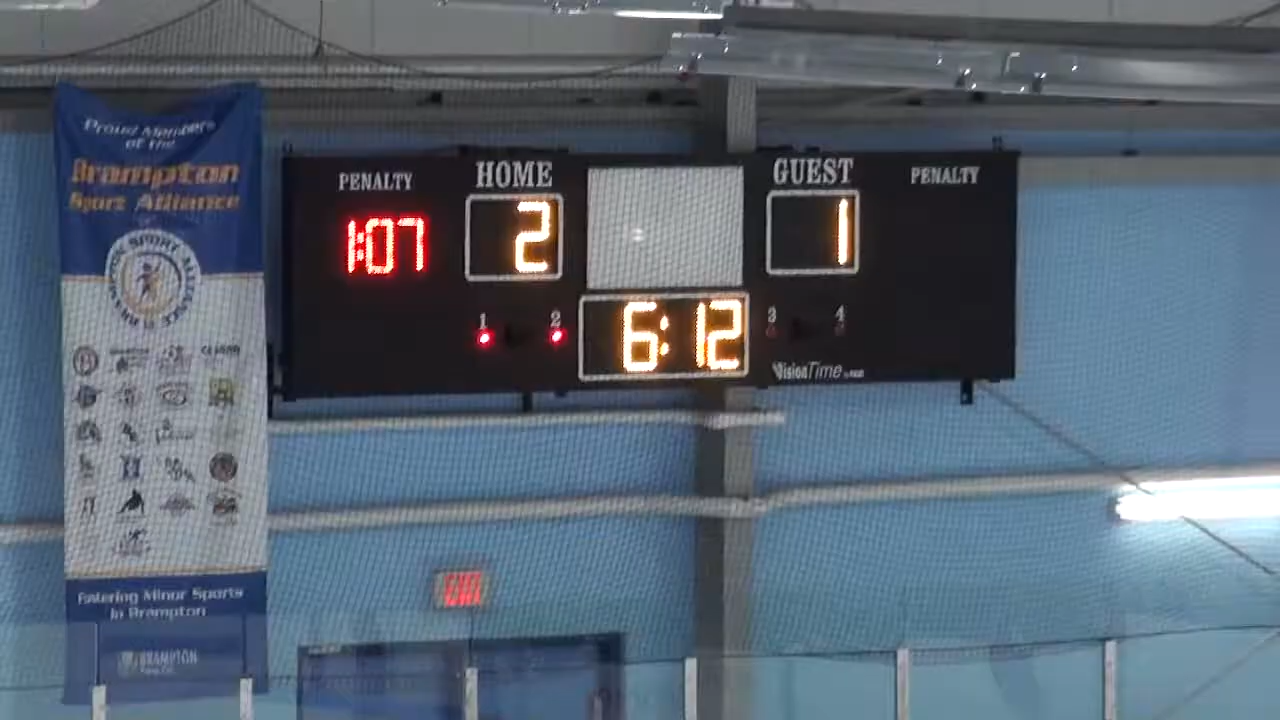 Proud Members
of the
Brampton
Sport Alliance
PENALTY
HOME
GUEST
PENALTY
1:07
2
1
1
2
6:12
3
4
VisionTime
EXIT
Fostering Minor Sports
in Brampton
BRAMPTON